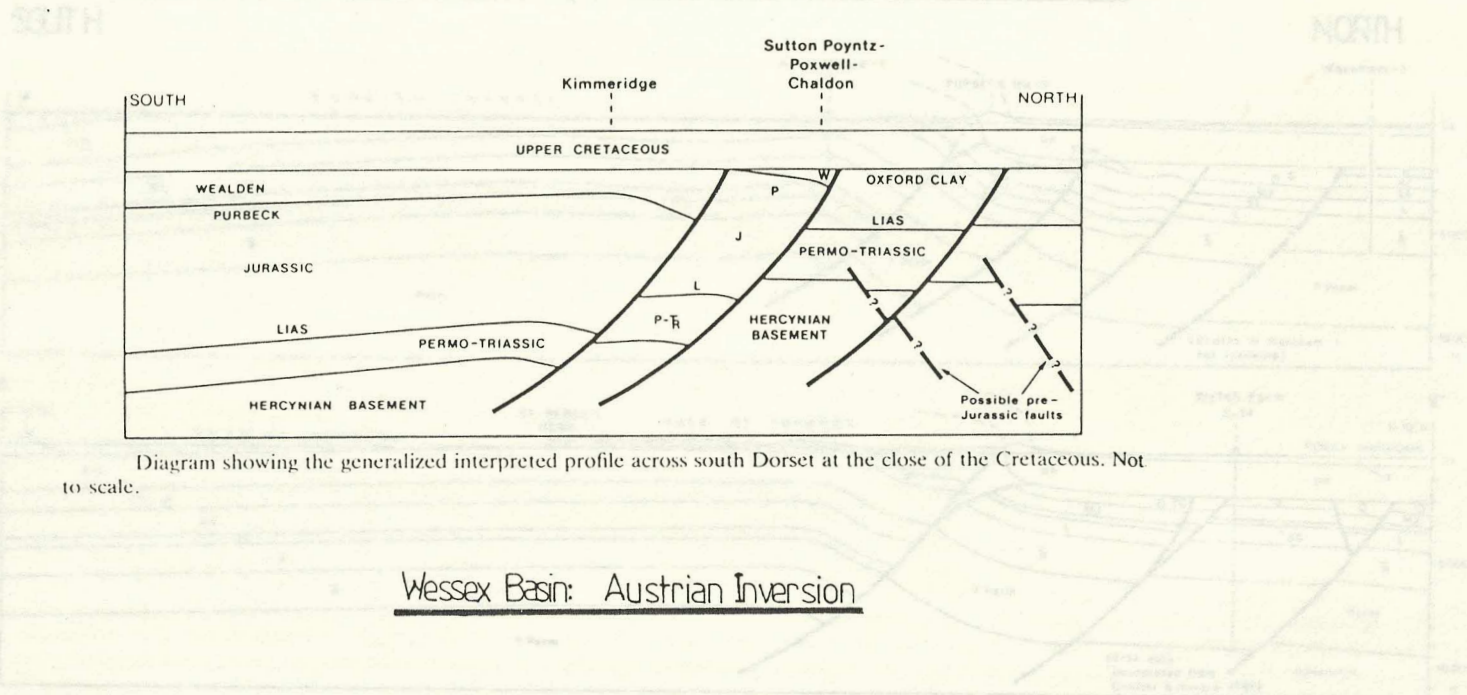 Sutton Poyntz-
Poxwell-
Chaldon
Kimmeridge
SOUTH
NORTH
UPPER CRETACEOUS
WEALDEN
W
OXFORD CLAY
P
PURBECK
LIAS
J
PERMO-TRIASSIC
JURASSIC
L
P-TR
HERCYNIAN
BASEMENT
LIAS
PERMO-TRIASSIC
?
?
?
?
HERCYNIAN BASEMENT
Possible pre-
Jurassic faults
Diagram showing the generalized interpreted profile across south Dorset at the close of the Cretaceous. Not
to scale.
Wessex Basin: Austrian Inversion